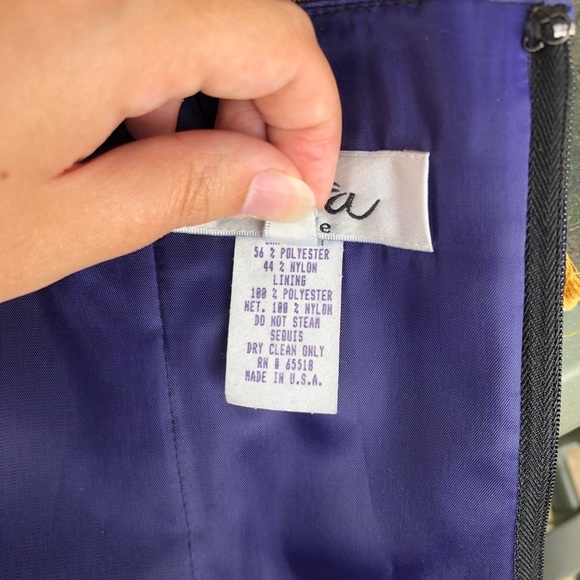 a
e
56 % POLYESTER
44 % NYLON
LINING
100 % POLYESTER
NET. 100 % NYLON
DO NOT STEAM
SEQUIS
DRY CLEAN ONLY
RN # 65518
MADE IN U.S.A.